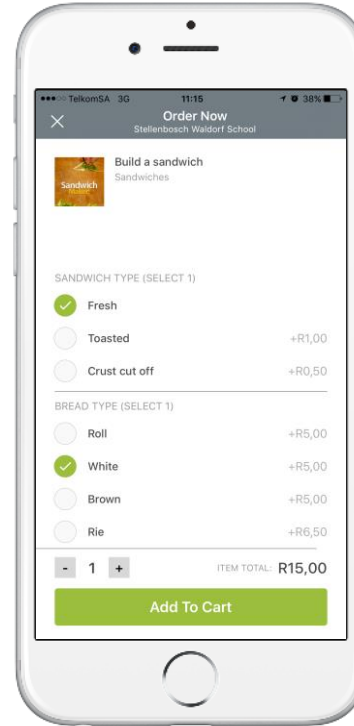 TelkomSA 3G 11:15 38%
Order Now
Stellenbosch Waldorf School
Sandwich
Build a sandwich
Sandwiches
SANDWICH TYPE (SELECT 1)
Fresh
Toasted +R1,00
Crust cut off +R0,50
BREAD TYPE (SELECT 1)
Roll +R5,00
White +R5,00
Brown +R5,00
Rie +R6,50
- 1 + ITEM TOTAL: R15,00
Add To Cart